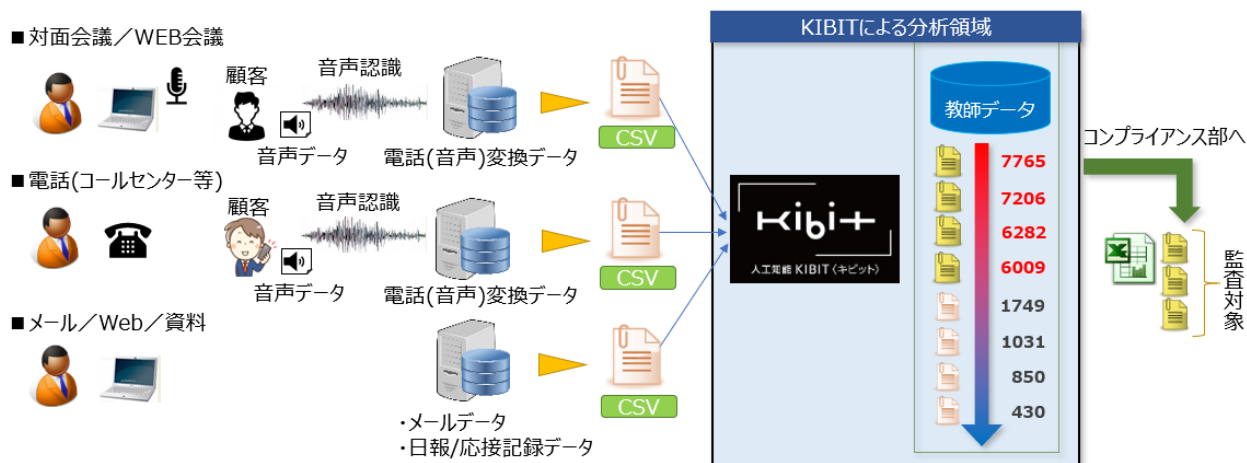 ■対面会議／WEB会議
顧客
音声認識
音声データ
電話(音声)変換データ
CSV
■電話(コールセンター等)
顧客
音声認識
音声データ
電話(音声)変換データ
CSV
■メール／Web／資料
・メールデータ
・日報/応接記録データ
CSV
KIBITによる分析領域
Kibit
人工知能 KIBIT〈キビット〉
教師データ
7765
7206
6282
6009
1749
1031
850
430
コンプライアンス部へ
X
監査対象